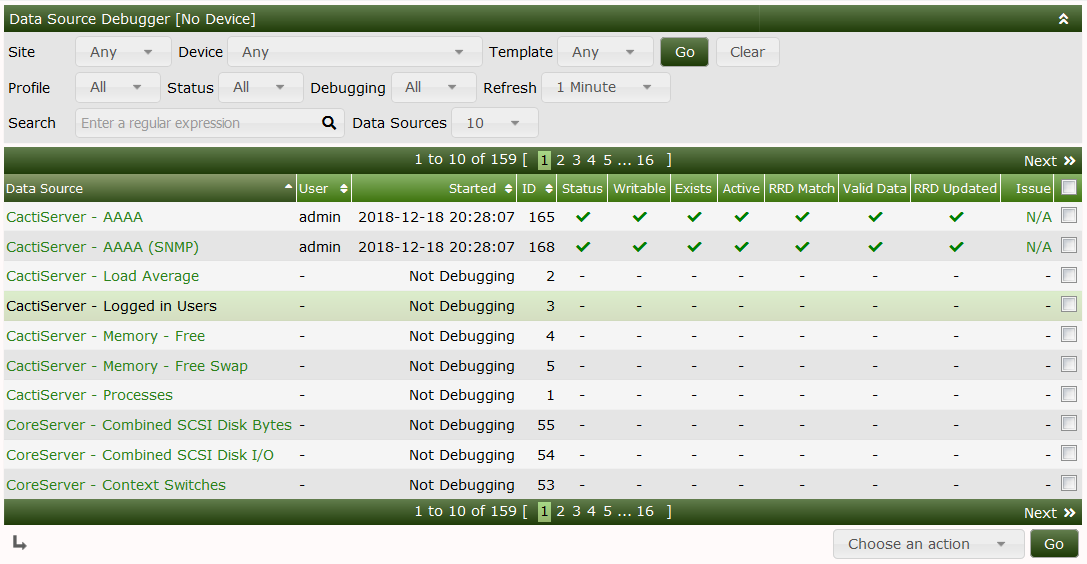 Data Source Debugger [No Device]
Site Any Device Any Template Any Go Clear
Profile All Status All Debugging All Refresh 1 Minute
Search Enter a regular expression Data Sources 10
1 to 10 of 159 [ 1 2 3 4 5 ... 16 ] Next
Data Source User Started ID Status Writable Exists Active RRD Match Valid Data RRD Updated Issue
CactiServer - AAAA admin 2018-12-18 20:28:07 165 N/A
CactiServer - AAAA (SNMP) admin 2018-12-18 20:28:07 168 N/A
CactiServer - Load Average - Not Debugging 2 - - - - - - - -
CactiServer - Logged in Users - Not Debugging 3 - - - - - - - -
CactiServer - Memory - Free - Not Debugging 4 - - - - - - - -
CactiServer - Memory - Free Swap - Not Debugging 5 - - - - - - - -
CactiServer - Processes - Not Debugging 1 - - - - - - - -
CoreServer - Combined SCSI Disk Bytes - Not Debugging 55 - - - - - - - -
CoreServer - Combined SCSI Disk I/O - Not Debugging 54 - - - - - - - -
CoreServer - Context Switches - Not Debugging 53 - - - - - - - -
1 to 10 of 159 [ 1 2 3 4 5 ... 16 ] Next
Choose an action Go